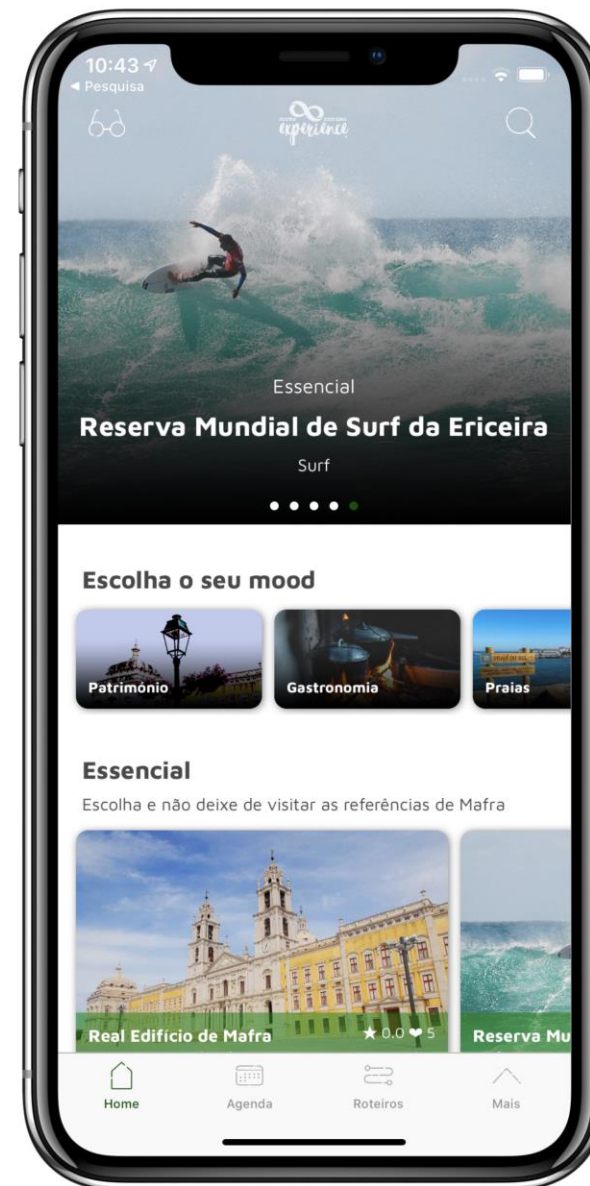 10:43
◀ Pesquisa
experience
Essencial
Reserva Mundial de Surf da Ericeira
Surf
Escolha o seu mood
Património
Gastronomia
Praias
Essencial
Escolha e não deixe de visitar as referências de Mafra
Real Edifício de Mafra
★ 0.0 ❤ 5
Reserva Mu
Home
Agenda
Roteiros
Mais